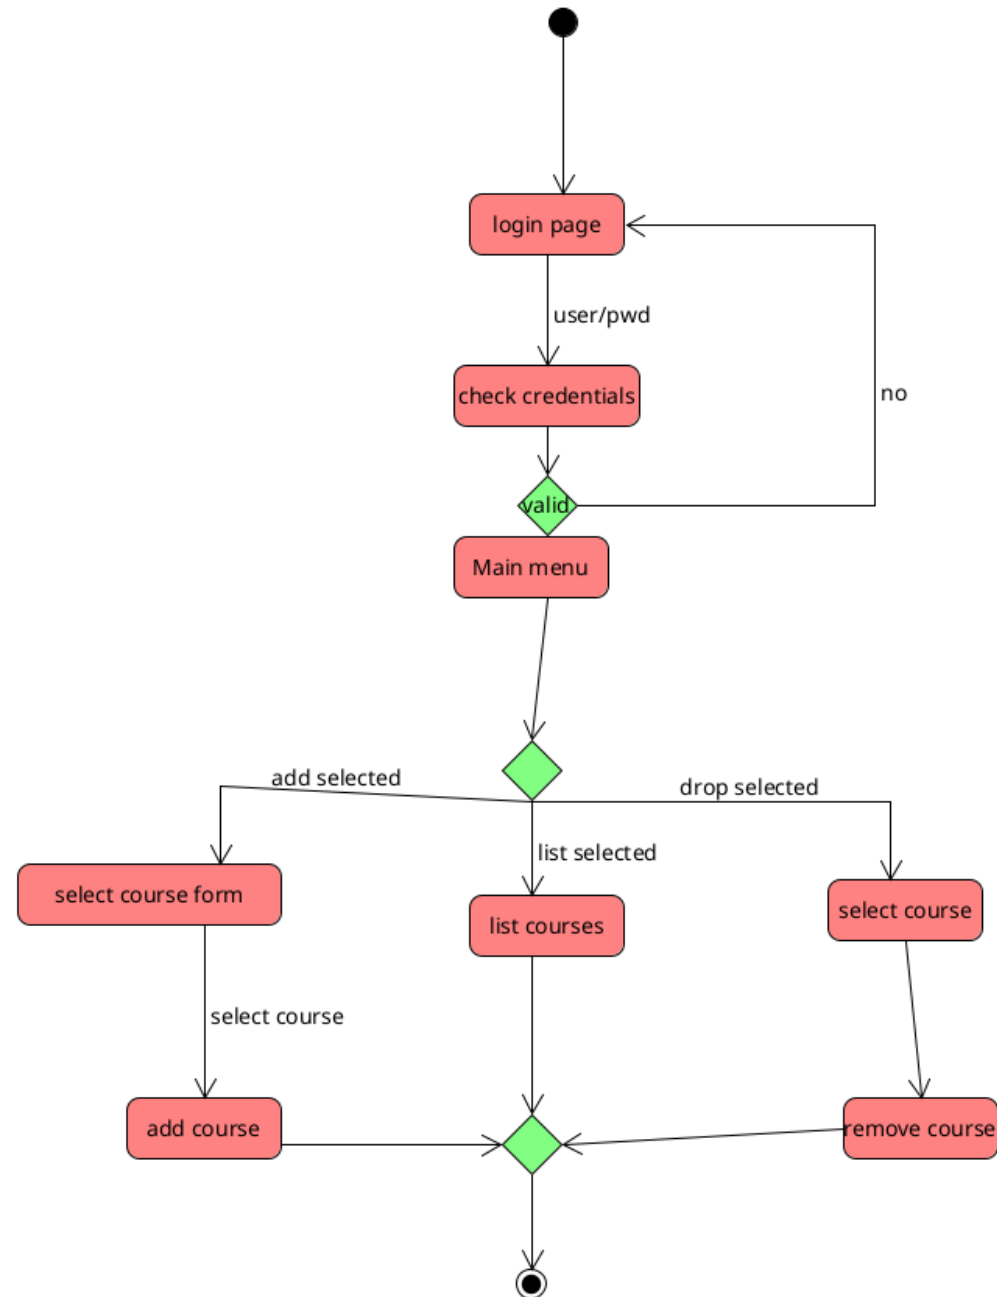 login page
user/pwd
check credentials
no
valid
Main menu
add selected
drop selected
list selected
select course form
select course
list courses
select course
add course
remove course